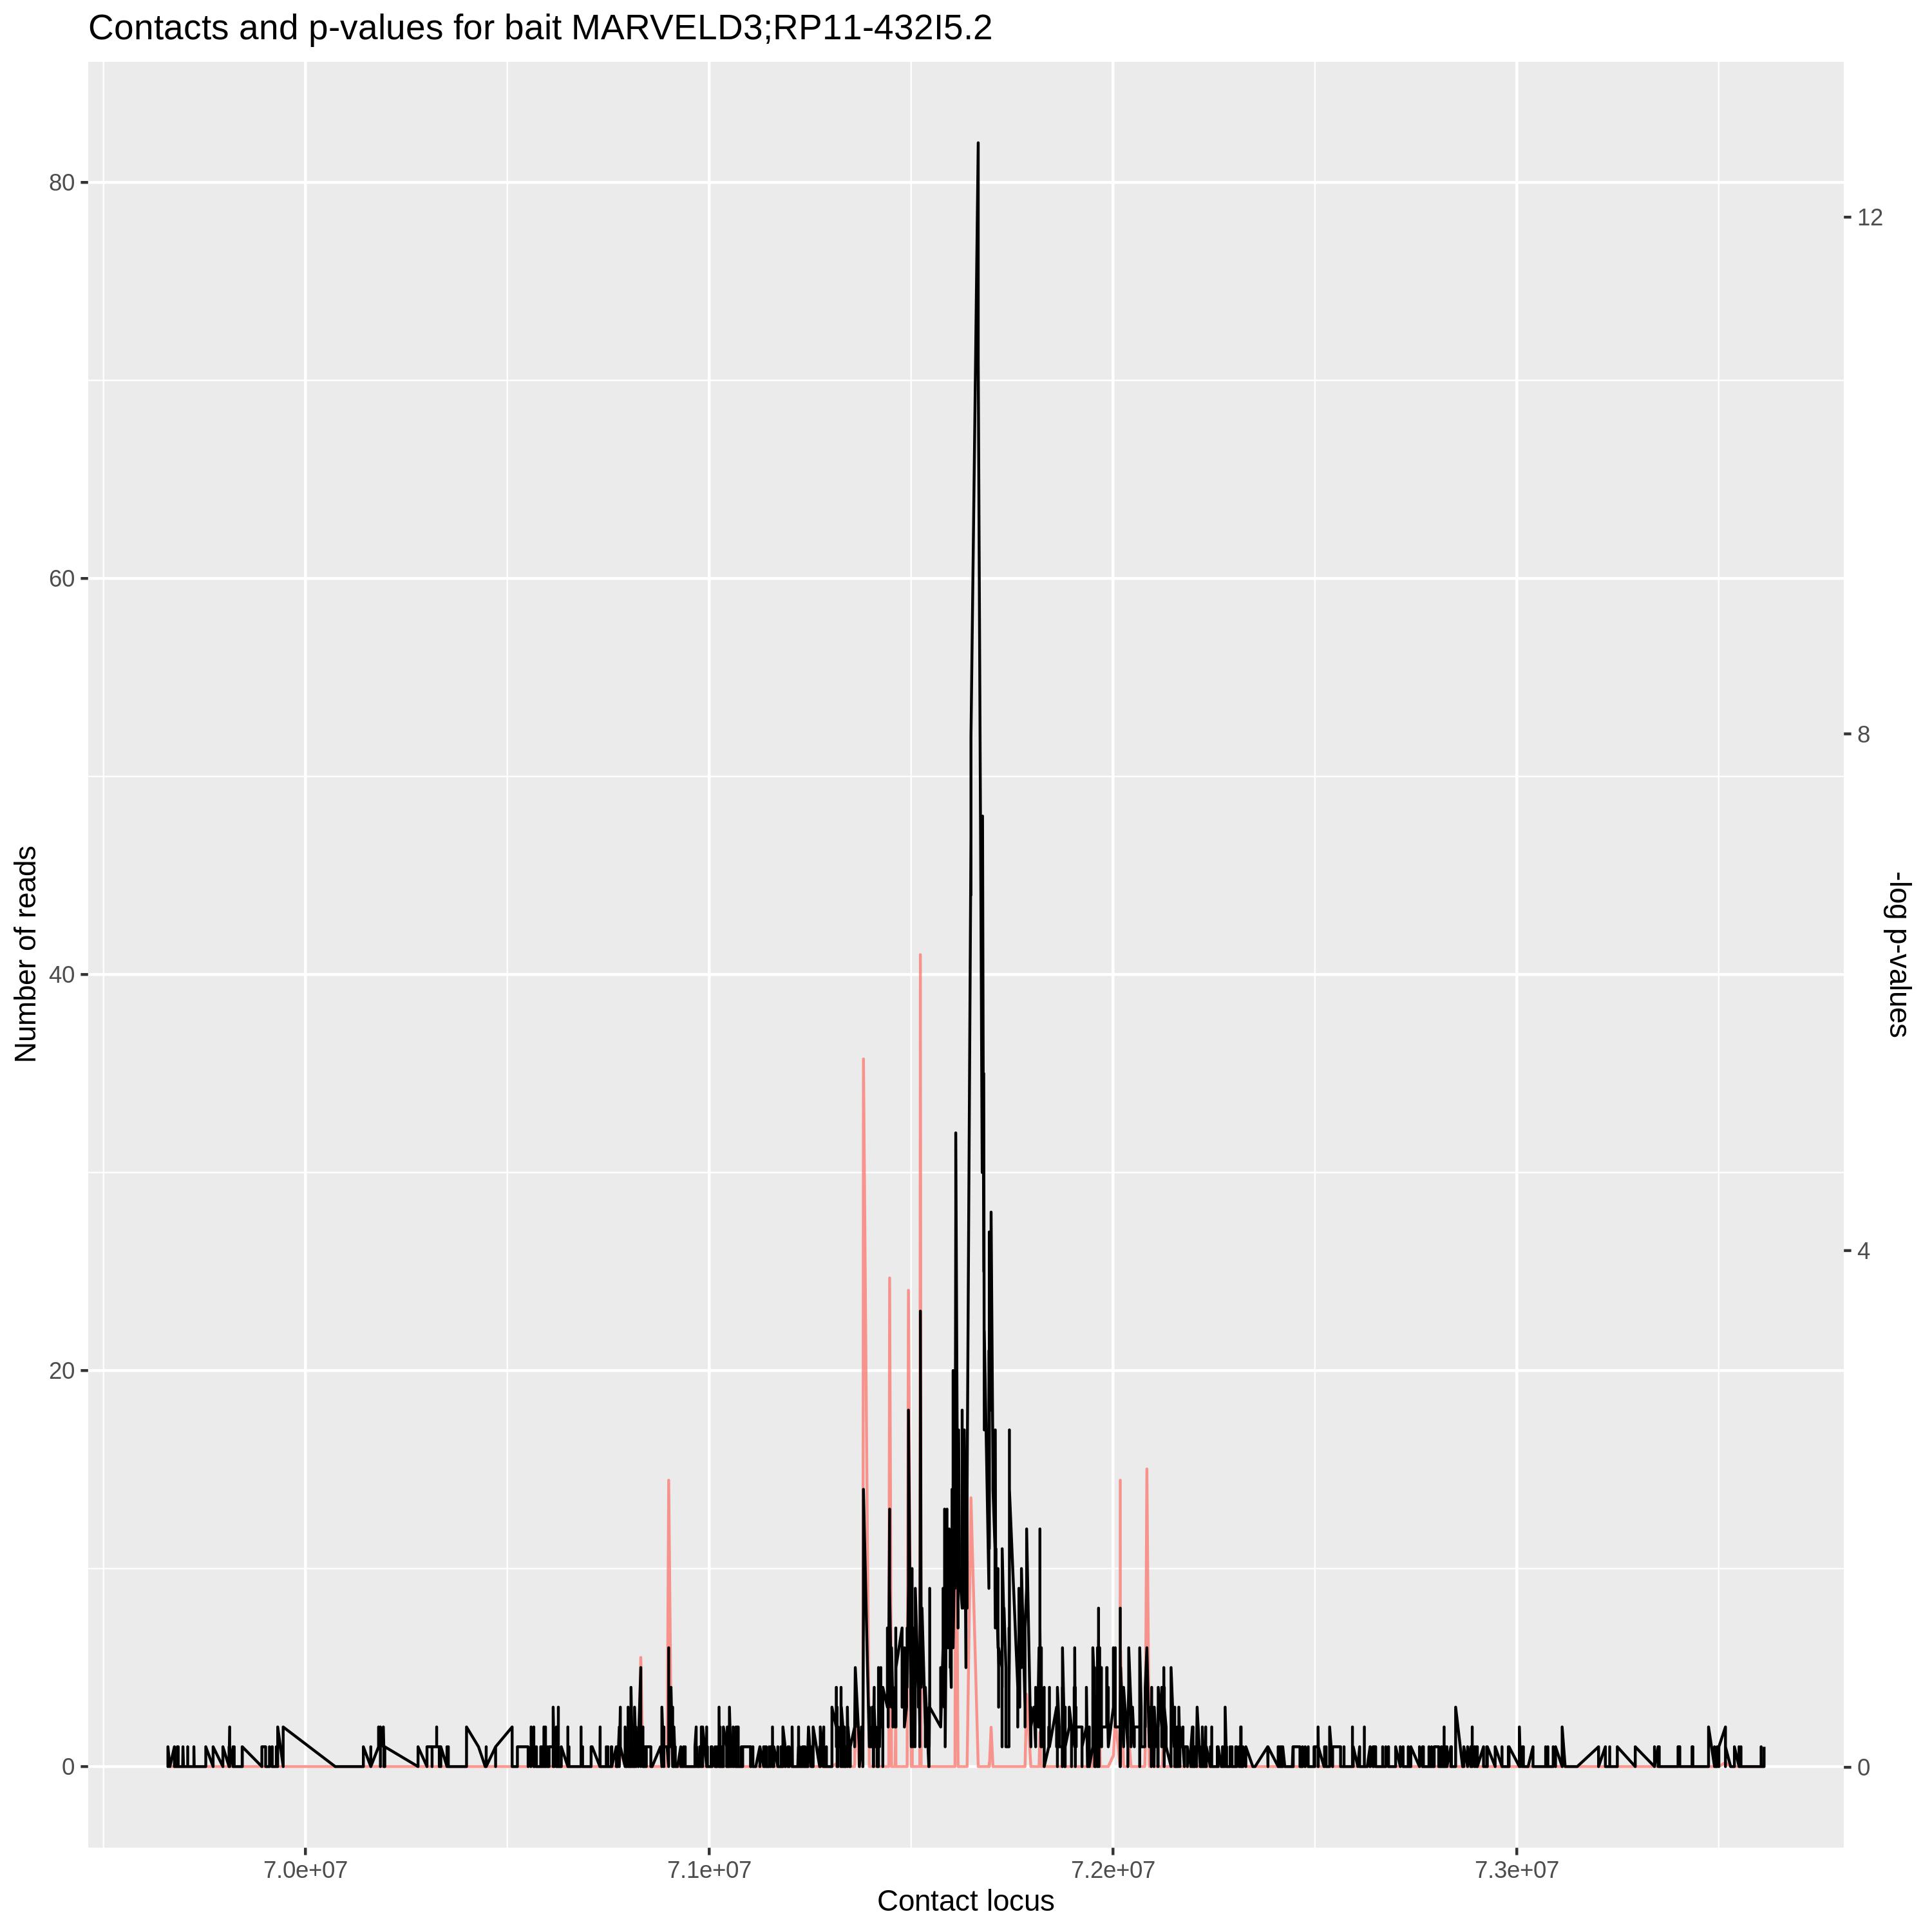 Contacts and p-values for bait MARVELD3;RP11-432I5.2
80
60
40
20
0
Number of reads
12
8
4
0
-log p-values
7.0e+07
7.1e+07
7.2e+07
7.3e+07
Contact locus